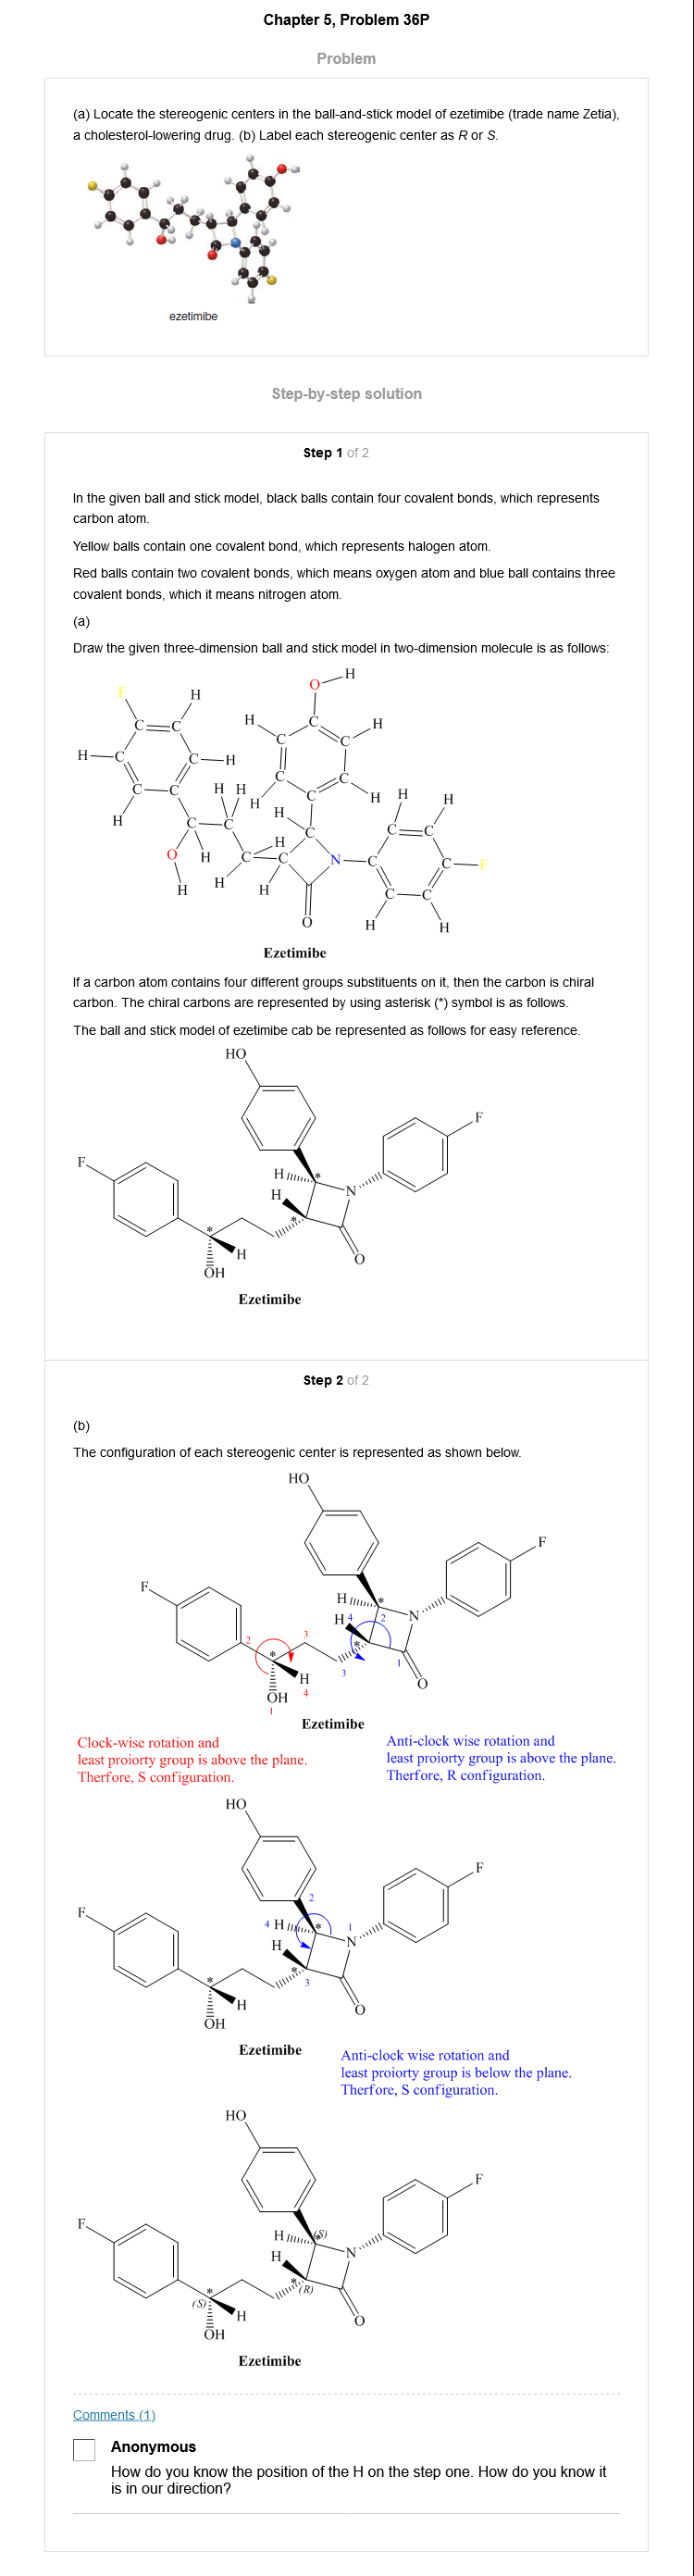 Chapter 5, Problem 36P
Problem
(a) Locate the stereogenic centers in the ball-and-stick model of ezetimibe (trade name Zetia),
a cholesterol-lowering drug. (b) Label each stereogenic center as R or S.
ezetimibe
Step-by-step solution
Step 1 of 2
In the given ball and stick model, black balls contain four covalent bonds, which represents
carbon atom.
Yellow balls contain one covalent bond, which represents halogen atom.
Red balls contain two covalent bonds, which means oxygen atom and blue ball contains three
covalent bonds, which it means nitrogen atom.
(a)
Draw the given three-dimension ball and stick model in two-dimension molecule is as follows:
O H
F H
H C H
C C C C
H C C H C C
C C H H C H H H
H C C H H C C C
O H C C N C C F
H H H C C
O H H
Ezetimibe
If a carbon atom contains four different groups substituents on it, then the carbon is chiral
carbon. The chiral carbons are represented by using asterisk (*) symbol is as follows.
The ball and stick model of ezetimibe cab be represented as follows for easy reference.
HO
F
F
H *
H N
* *
H
OH O
Ezetimibe
Step 2 of 2
(b)
The configuration of each stereogenic center is represented as shown below.
HO
F
F
H *
H 4 2 N
2 3 *
* 3 1
H
OH 4 O
1
Ezetimibe
Clock-wise rotation and
least proiorty group is above the plane.
Therfore, S configuration.
Anti-clock wise rotation and
least proiorty group is above the plane.
Therfore, R configuration.
HO
F
2
F
4 H * 1
H N
* * 3
H
OH O
Ezetimibe
Anti-clock wise rotation and
least proiorty group is below the plane.
Therfore, S configuration.
HO
F
F
H * (S)
H N
* * (R)
(S) H
OH O
Ezetimibe
Comments (1)
Anonymous
How do you know the position of the H on the step one. How do you know it
is in our direction?